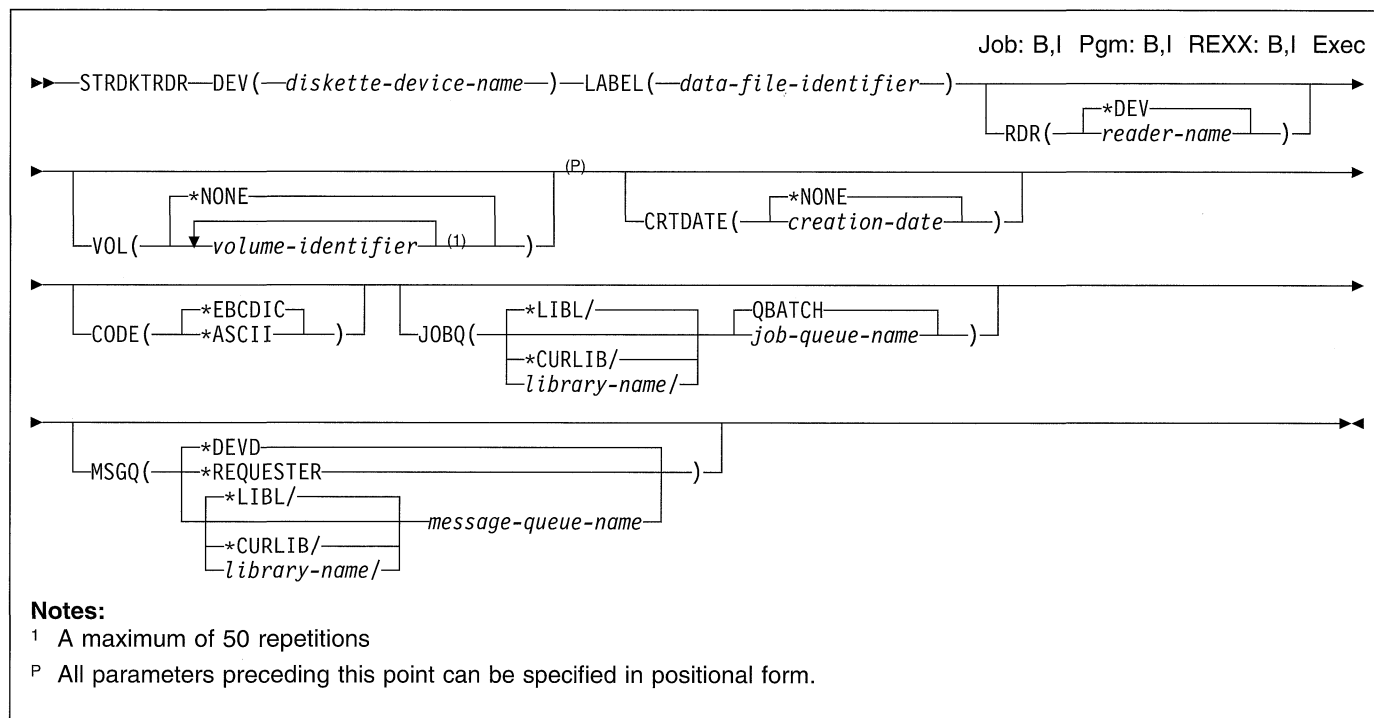 Job: B,I Pgm: B,I REXX: B,I Exec
STRDKTRDR DEV( diskette-device-name ) LABEL( data-file-identifier )
*DEV
RDR( reader-name )
(P)
*NONE
VOL( volume-identifier (1) )
*NONE
CRTDATE( creation-date )
*EBCDIC
CODE( *ASCII )
*LIBL/ QBATCH
JOBQ( job-queue-name )
*CURLIB/
library-name/
*DEVD
MSGQ( *REQUESTER )
*LIBL/
message-queue-name
*CURLIB/
library-name/
Notes:
1 A maximum of 50 repetitions
P All parameters preceding this point can be specified in positional form.